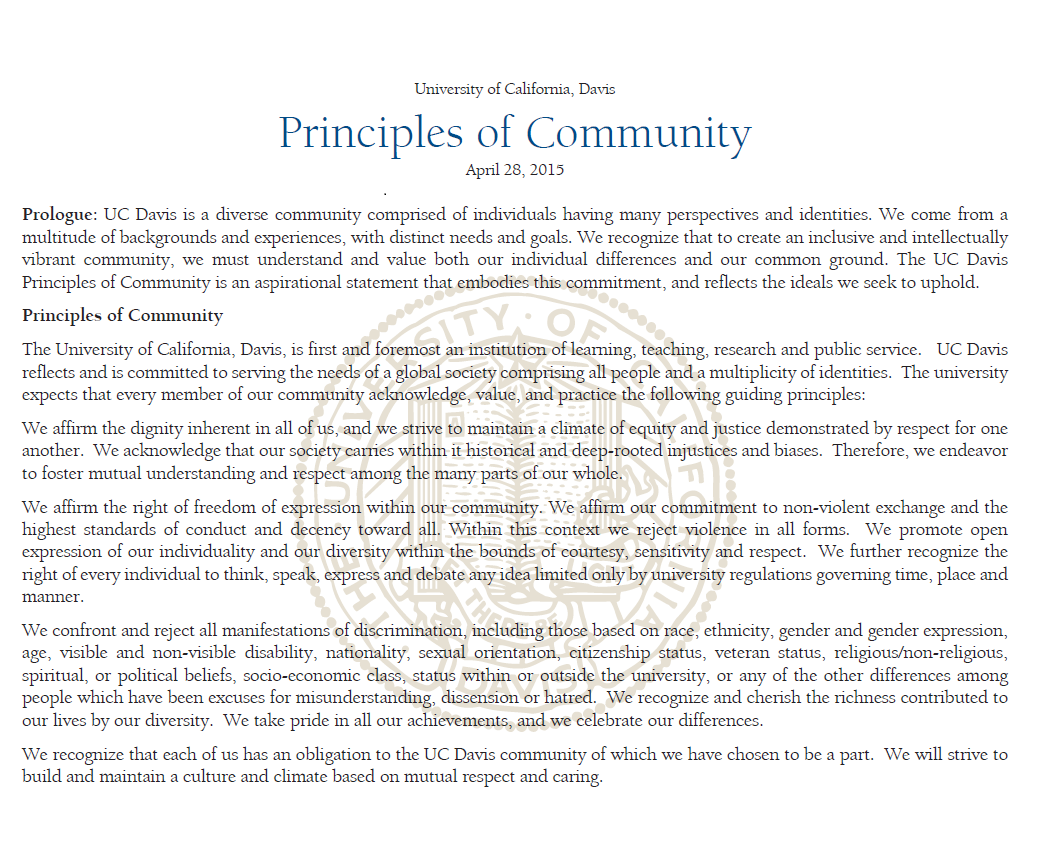 University of California, Davis
Principles of Community
April 28, 2015
.
Prologue: UC Davis is a diverse community comprised of individuals having many perspectives and identities. We come from a
multitude of backgrounds and experiences, with distinct needs and goals. We recognize that to create an inclusive and intellectually
vibrant community, we must understand and value both our individual differences and our common ground. The UC Davis
Principles of Community is an aspirational statement that embodies this commitment, and reflects the ideals we seek to uphold.
Principles of Community
The University of California, Davis, is first and foremost an institution of learning, teaching, research and public service. UC Davis
reflects and is committed to serving the needs of a global society comprising all people and a multiplicity of identities. The university
expects that every member of our community acknowledge, value, and practice the following guiding principles:
We affirm the dignity inherent in all of us, and we strive to maintain a climate of equity and justice demonstrated by respect for one
another. We acknowledge that our society carries within it historical and deep-rooted injustices and biases. Therefore, we endeavor
to foster mutual understanding and respect among the many parts of our whole.
We affirm the right of freedom of expression within our community. We affirm our commitment to non-violent exchange and the
highest standards of conduct and decency toward all. Within this context we reject violence in all forms. We promote open
expression of our individuality and our diversity within the bounds of courtesy, sensitivity and respect. We further recognize the
right of every individual to think, speak, express and debate any idea limited only by university regulations governing time, place and
manner.
We confront and reject all manifestations of discrimination, including those based on race, ethnicity, gender and gender expression,
age, visible and non-visible disability, nationality, sexual orientation, citizenship status, veteran status, religious/non-religious,
spiritual, or political beliefs, socio-economic class, status within or outside the university, or any of the other differences among
people which have been excuses for misunderstanding, dissension or hatred. We recognize and cherish the richness contributed to
our lives by our diversity. We take pride in all our achievements, and we celebrate our differences.
We recognize that each of us has an obligation to the UC Davis community of which we have chosen to be a part. We will strive to
build and maintain a culture and climate based on mutual respect and caring.
THE · UNIVERSITY · OF · CALIFORNIA
DAVIS